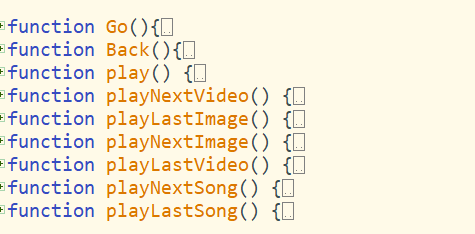 function Go(){..
function Back(){..
function play() {..
function playNextVideo() {..
function playLastImage() {..
function playNextImage() {..
function playLastVideo() {..
function playNextSong() {..
function playLastSong() {..